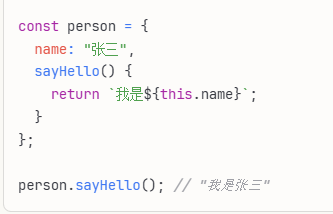 const person = {
  name: "张三",
  sayHello() {
    return `我是${this.name}`;
  }
};

person.sayHello(); // "我是张三"